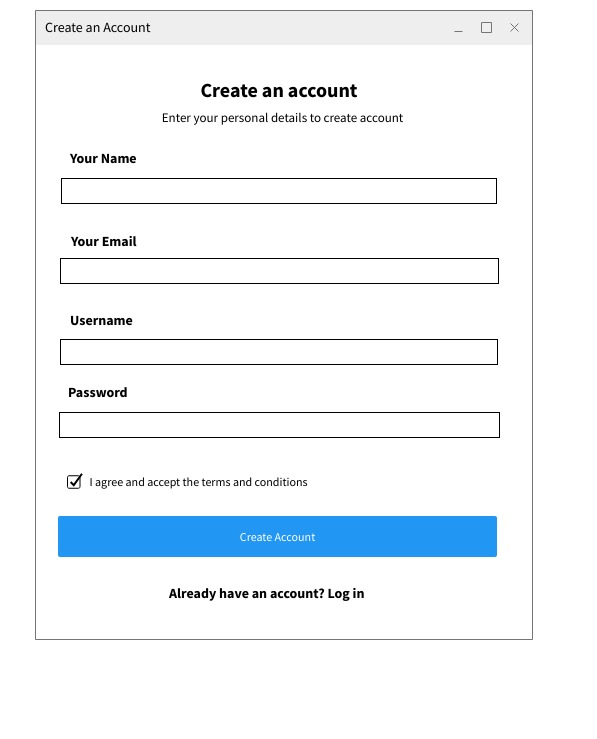 Create an Account
Create an account
Enter your personal details to create account
Your Name
Your Email
Username
Password
I agree and accept the terms and conditions
Create Account
Already have an account? Log in